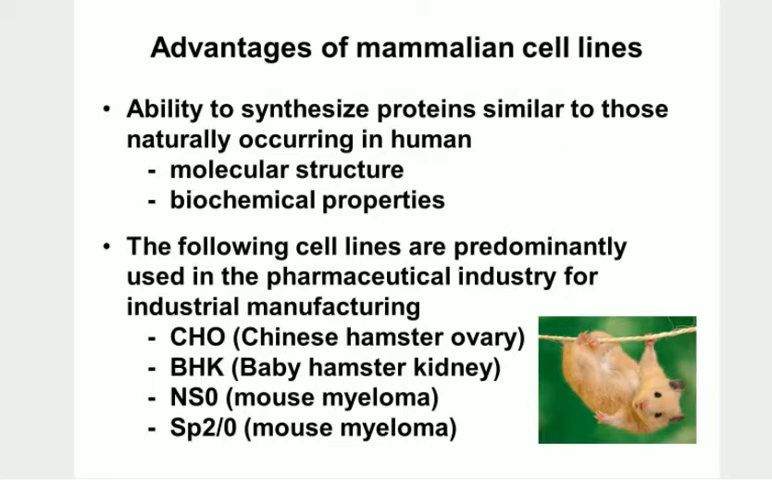 Advantages of mammalian cell lines
• Ability to synthesize proteins similar to those
naturally occurring in human
- molecular structure
- biochemical properties
• The following cell lines are predominantly
used in the pharmaceutical industry for
industrial manufacturing
- CHO (Chinese hamster ovary)
- BHK (Baby hamster kidney)
- NS0 (mouse myeloma)
- Sp2/0 (mouse myeloma)